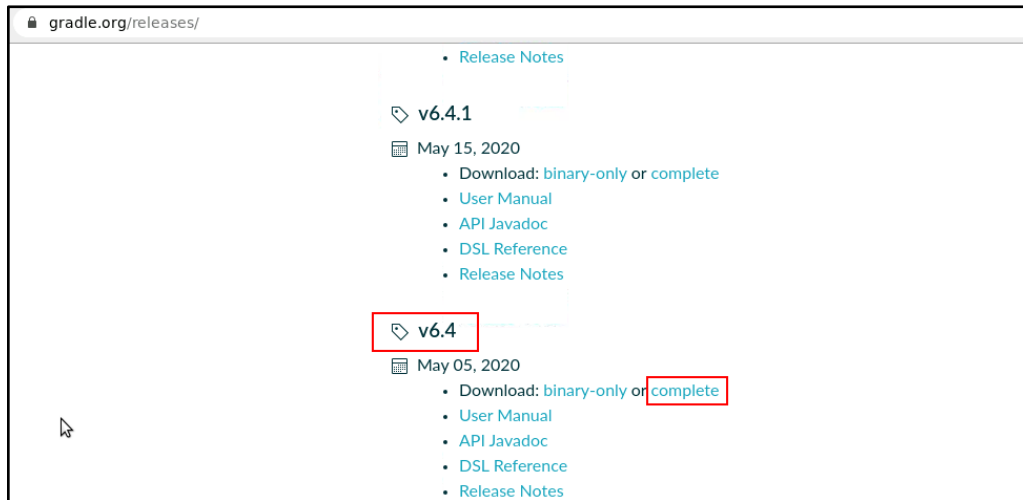 gradle.org/releases/
Release Notes
v6.4.1
May 15, 2020
Download: binary-only or complete
User Manual
API Javadoc
DSL Reference
Release Notes
v6.4
May 05, 2020
Download: binary-only or complete
User Manual
API Javadoc
DSL Reference
Release Notes